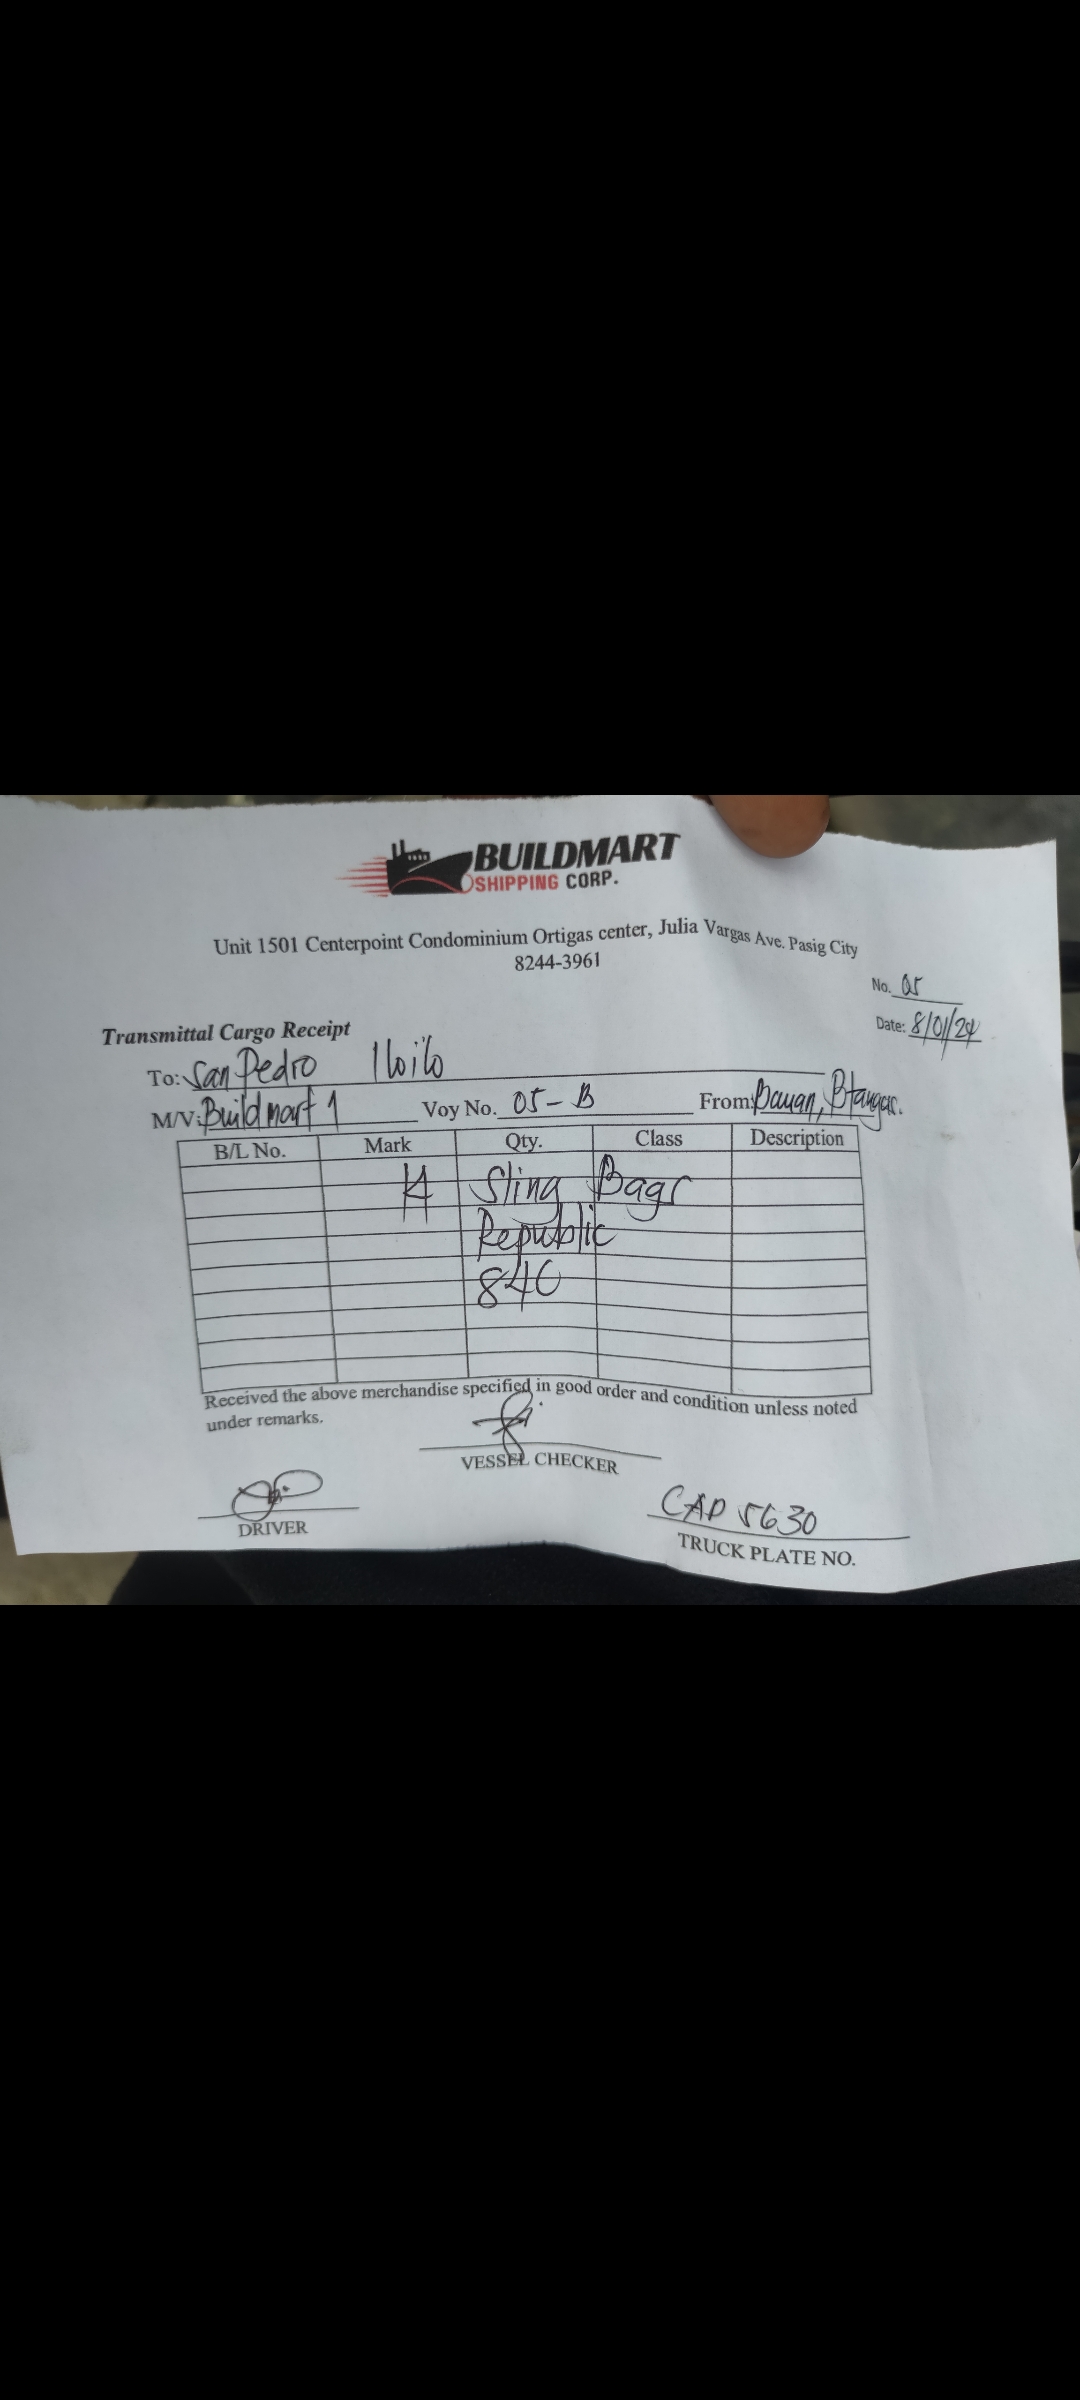 BUILDMART
SHIPPING CORP.
Unit 1501 Centerpoint Condominium Ortigas center, Julia Vargas Ave. Pasig City
8244-3961
No. 05
Date: 8/01/24
Transmittal Cargo Receipt
To: San Pedro Iloilo
M/V: Buildmart 1 Voy No. 05-B From: Bauan, Btangas.
B/L No. Mark Qty. Class Description
14 Sling Bags
Republic
840
Received the above merchandise specified in good order and condition unless noted
under remarks.
VESSEL CHECKER
DRIVER
CAD 5630
TRUCK PLATE NO.